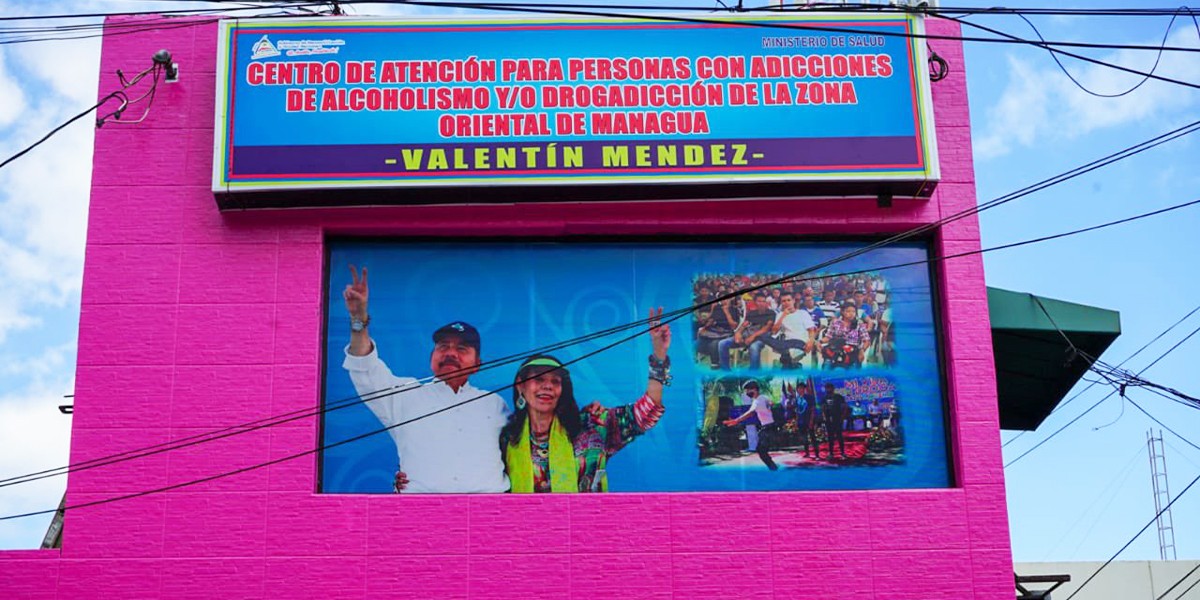 MINISTERIO DE SALUD
CENTRO DE ATENCIÓN PARA PERSONAS CON ADICCIONES
DE ALCOHOLISMO Y/O DROGADICCIÓN DE LA ZONA
ORIENTAL DE MANAGUA
-VALENTÍN MENDEZ-